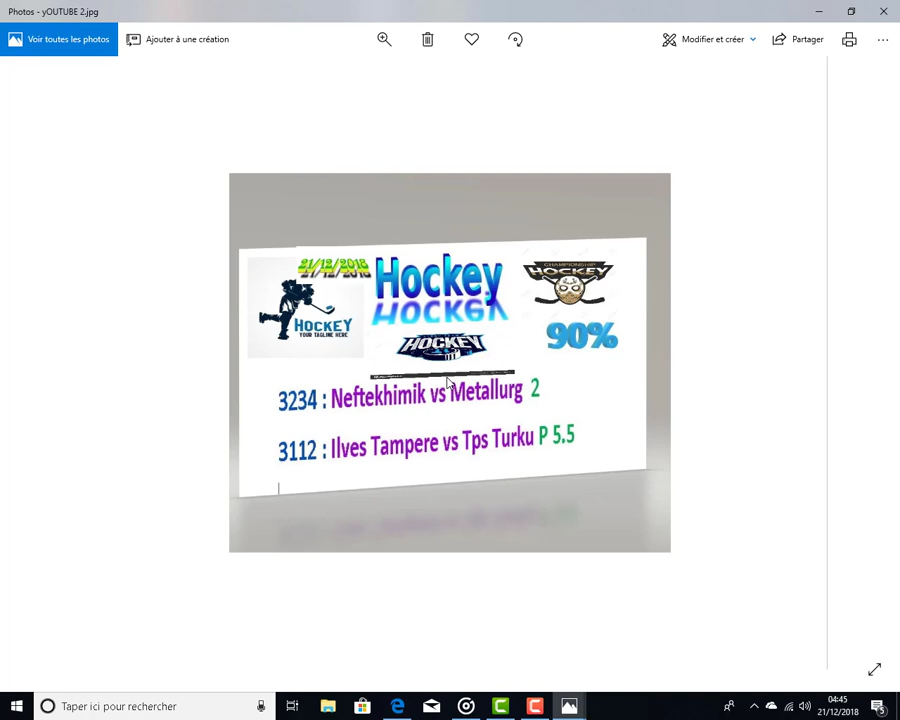 Photos - yOUTUBE 2.jpg
Voir toutes les photos
Ajouter à une création
Modifier et créer
Partager
21/12/2018
Hockey
CHAMPIONSHIP
HOCKEY
HOCKEY
YOUR TAGLINE HERE
HOCKEY
90%
3234 : Neftekhimik vs Metallurg 2
3112 : Ilves Tampere vs Tps Turku P 5.5
Taper ici pour rechercher
04:45
21/12/2018
5